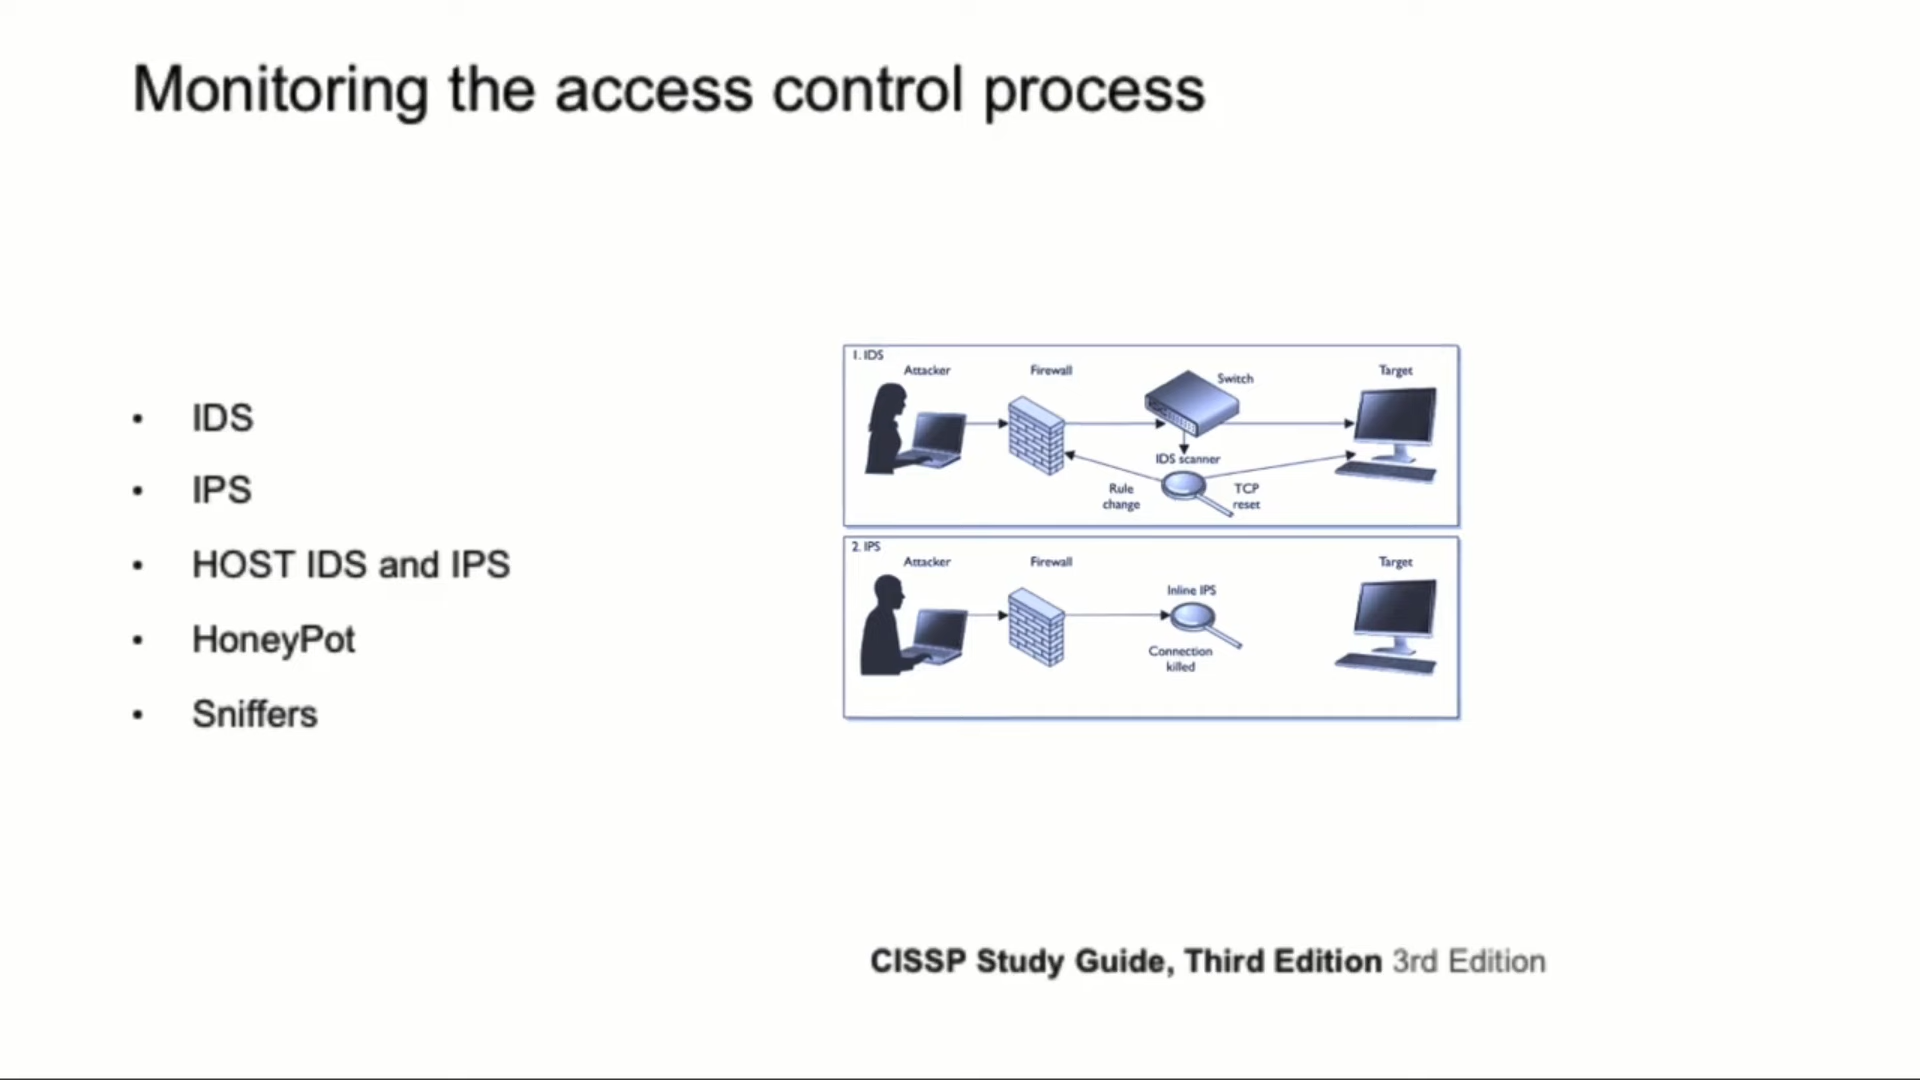 Monitoring the access control process
• IDS
• IPS
• HOST IDS and IPS
• HoneyPot
• Sniffers
1. IDS
Attacker
Firewall
Switch
Target
IDS scanner
Rule
change
TCP
reset
2. IPS
Attacker
Firewall
Inline IPS
Target
Connection
killed
CISSP Study Guide, Third Edition 3rd Edition